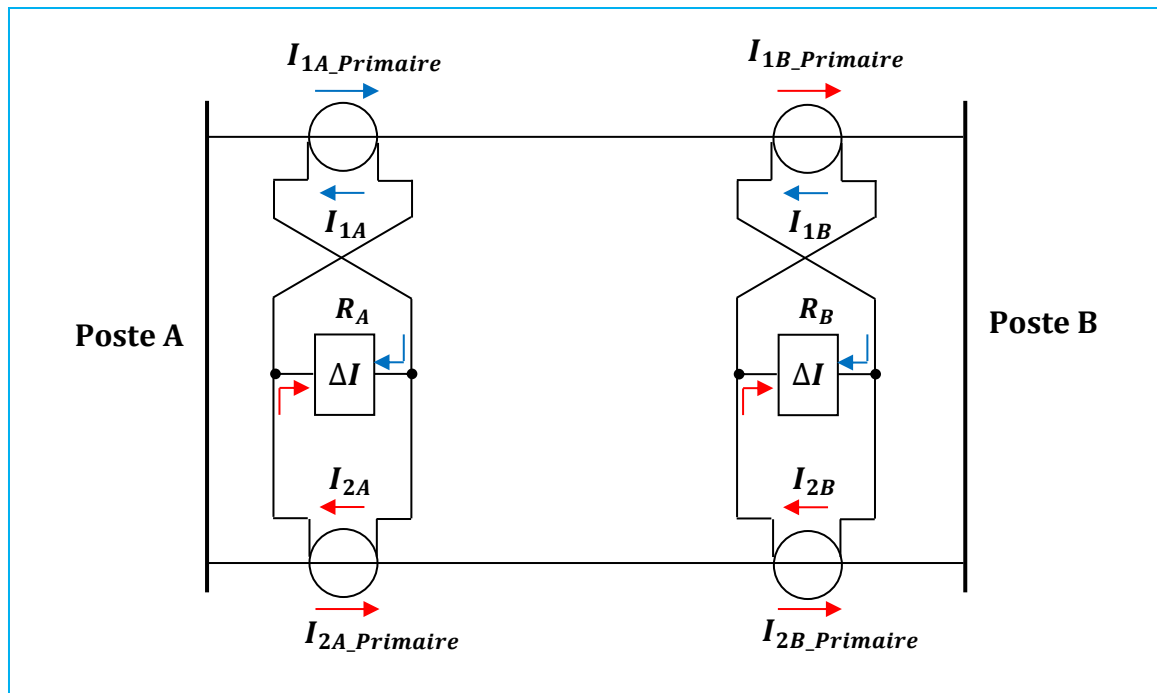 I1A_Primaire
I1B_Primaire
I1A
I1B
Poste A
RA
RB
Poste B
ΔI
ΔI
I2A
I2B
I2A_Primaire
I2B_Primaire